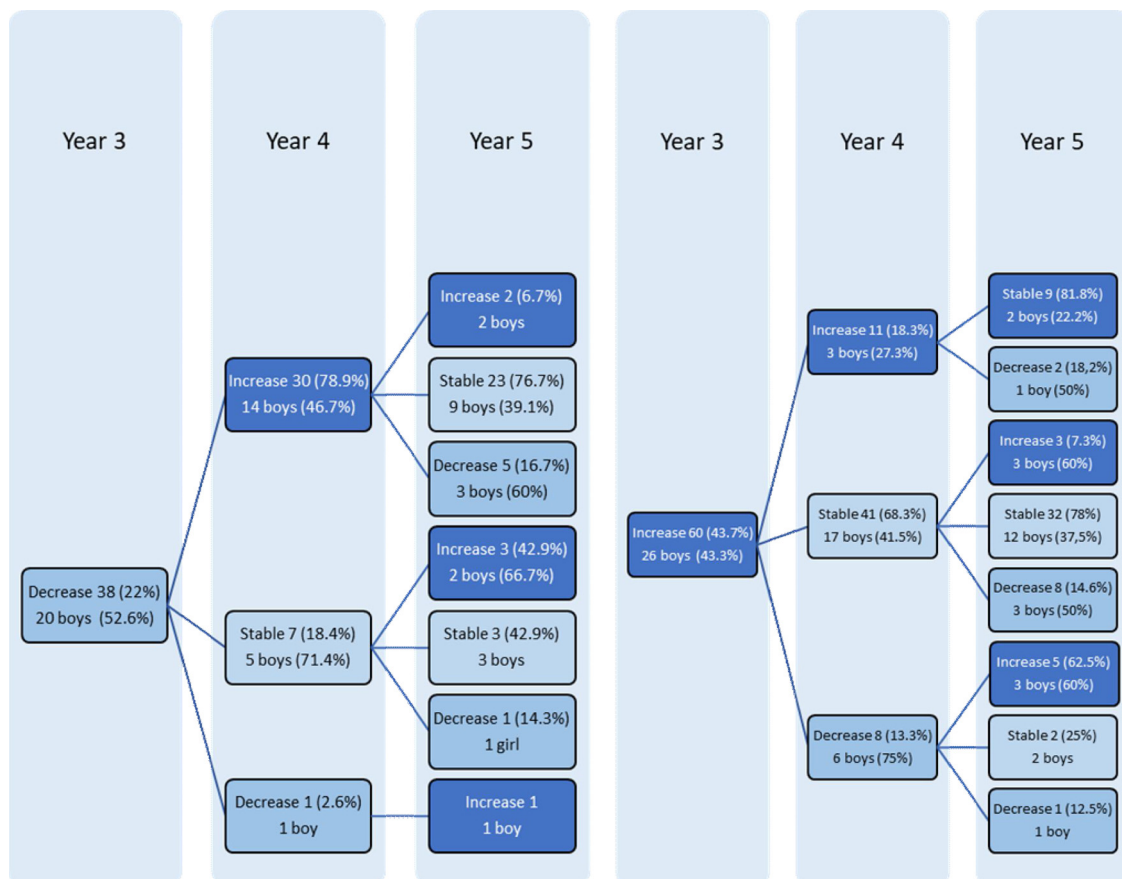 Year 3
Year 4
Year 5
Decrease 38 (22%)
20 boys (52.6%)
Increase 30 (78.9%)
14 boys (46.7%)
Stable 7 (18.4%)
5 boys (71.4%)
Decrease 1 (2.6%)
1 boy
Increase 2 (6.7%)
2 boys
Stable 23 (76.7%)
9 boys (39.1%)
Decrease 5 (16.7%)
3 boys (60%)
Increase 3 (42.9%)
2 boys (66.7%)
Stable 3 (42.9%)
3 boys
Decrease 1 (14.3%)
1 girl
Increase 1
1 boy
Year 3
Year 4
Year 5
Increase 60 (43.7%)
26 boys (43.3%)
Increase 11 (18.3%)
3 boys (27.3%)
Stable 41 (68.3%)
17 boys (41.5%)
Decrease 8 (13.3%)
6 boys (75%)
Stable 9 (81.8%)
2 boys (22.2%)
Decrease 2 (18,2%)
1 boy (50%)
Increase 3 (7.3%)
3 boys (60%)
Stable 32 (78%)
12 boys (37,5%)
Decrease 8 (14.6%)
3 boys (50%)
Increase 5 (62.5%)
3 boys (60%)
Stable 2 (25%)
2 boys
Decrease 1 (12.5%)
1 boy